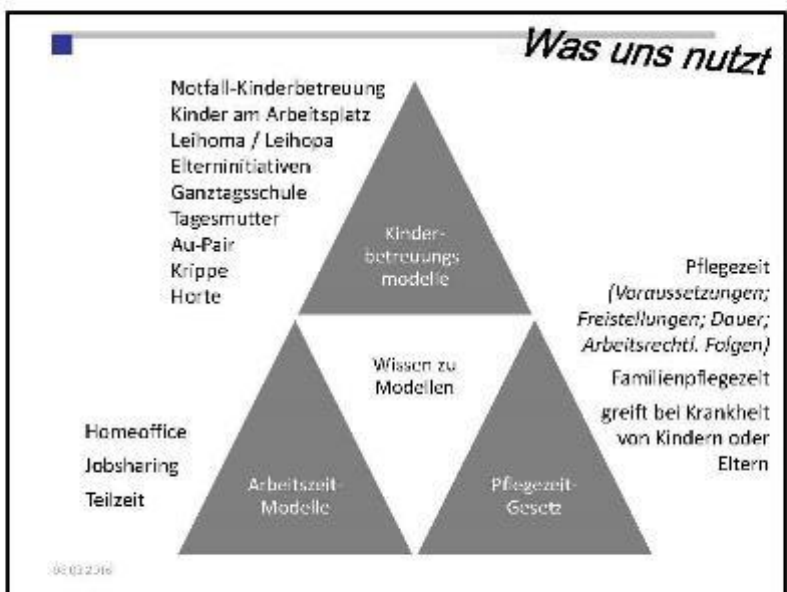 Was uns nutzt
Notfall-Kinderbetreuung
Kinder am Arbeitsplatz
Leihoma / Leihopa
Elterninitiativen
Ganztagsschule
Tagesmutter
Au-Pair
Krippe
Horte
Kinder-
betreuungs
modelle
Pflegezeit
(Voraussetzungen;
Freistellungen; Dauer;
Arbeitsrechtl. Folgen)
Familienpflegezeit
greift bei Krankheit
von Kindern oder
Eltern
Wissen zu
Modellen
Homeoffice
Jobsharing
Teilzeit
Arbeitszeit-
Modelle
Pflegezeit-
Gesetz